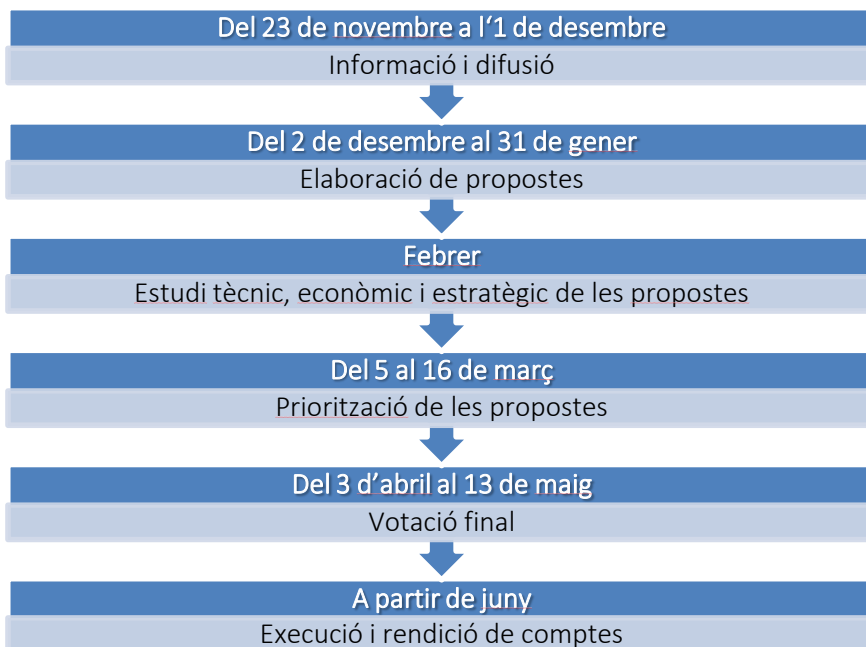 Del 23 de novembre a l‘1 de desembre
Informació i difusió
Del 2 de desembre al 31 de gener
Elaboració de propostes
Febrer
Estudi tècnic, econòmic i estratègic de les propostes
Del 5 al 16 de març
Priorització de les propostes
Del 3 d’abril al 13 de maig
Votació final
A partir de juny
Execució i rendició de comptes